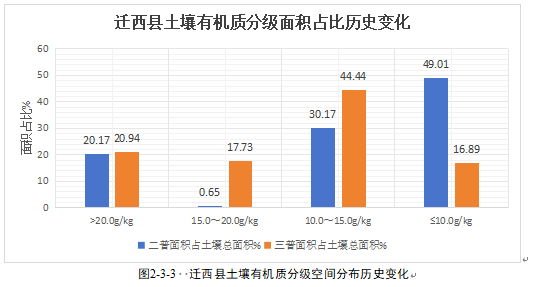 迁西县土壤有机质分级面积占比历史变化
60
50
40
30
20
10
0
面积占比%
20.17 20.94
0.65 17.73
30.17 44.44
49.01 16.89
>20.0g/kg 15.0～20.0g/kg 10.0～15.0g/kg ≤10.0g/kg
二普面积占土壤总面积% 三普面积占土壤总面积%
图2-3-3··迁西县土壤有机质分级空间分布历史变化